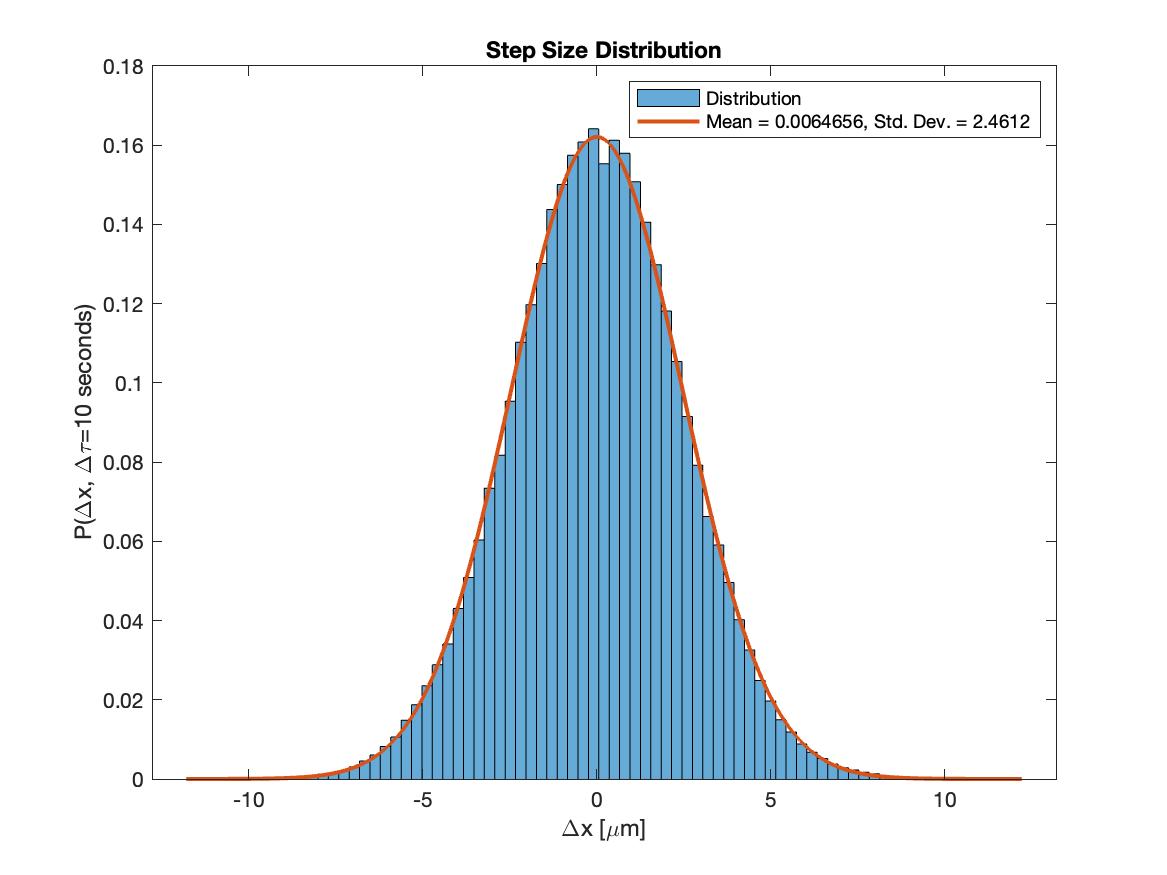 Step Size Distribution
Distribution
Mean = 0.0064656, Std. Dev. = 2.4612
0.18
0.16
0.14
0.12
0.1
0.08
0.06
0.04
0.02
0
P(Δx, Δτ=10 seconds)
-10 -5 0 5 10
Δx [μm]